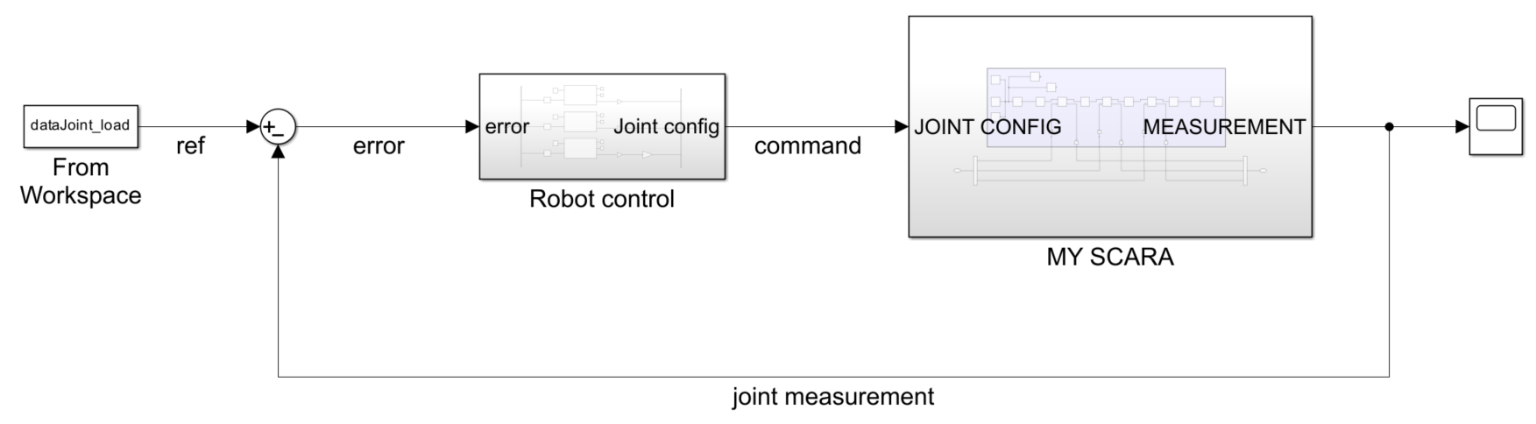 dataJoint_load
From
Workspace
ref
error
error
Joint config
Robot control
command
JOINT CONFIG
MEASUREMENT
MY SCARA
joint measurement